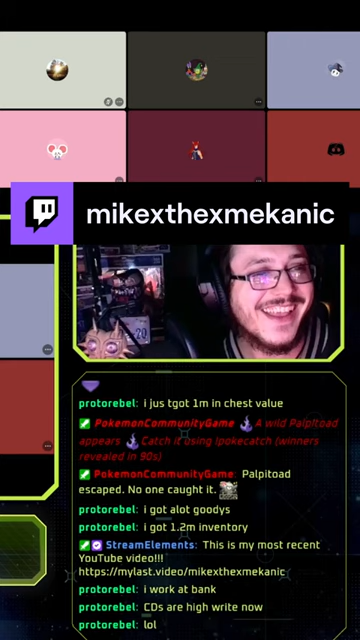 mikexthexmekanic
protorebel: i jus tgot 1m in chest value
PokemonCommunityGame: A wild Palpitoad
appears Catch it using !pokecatch (winners
revealed in 90s)
PokemonCommunityGame: Palpitoad
escaped. No one caught it.
protorebel: i got alot goodys
protorebel: i got 1.2m inventory
StreamElements: This is my most recent
YouTube video!!!
https://mylast.video/mikexthexmekanic
protorebel: i work at bank
protorebel: CDs are high write now
protorebel: lol